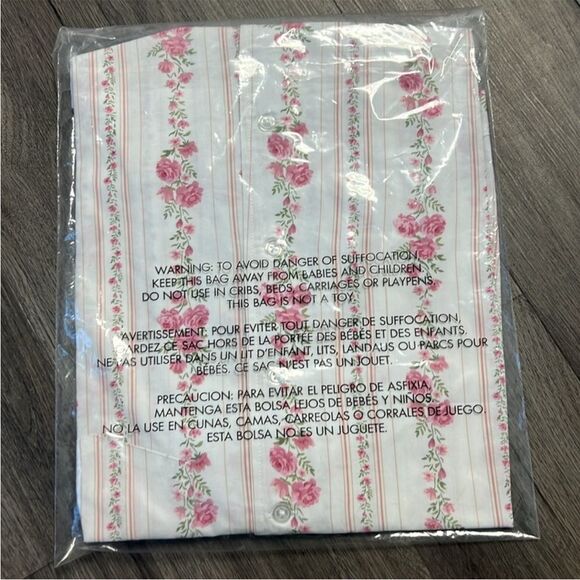 WARNING: TO AVOID DANGER OF SUFFOCATION,
KEEP THIS BAG AWAY FROM BABIES AND CHILDREN.
DO NOT USE IN CRIBS, BEDS, CARRIAGES OR PLAYPENS.
THIS BAG IS NOT A TOY.
AVERTISSEMENT: POUR EVITER TOUT DANGER DE SUFFOCATION,
GARDEZ CE SAC HORS DE LA PORTÉE DES BÉBÉS ET DES ENFANTS.
NE PAS UTILISER DANS UN LIT D'ENFANT, LITS, LANDAUS OU PARCS POUR
BÉBÉS. CE SAC N'EST PAS UN JOUET.
PRECAUCION: PARA EVITAR EL PELIGRO DE ASFIXIA,
MANTENGA ESTA BOLSA LEJOS DE BEBÉS Y NIÑOS.
NO LA USE EN CUNAS, CAMAS, CARREOLAS O CORRALES DE JUEGO.
ESTA BOLSA NO ES UN JUGUETE.